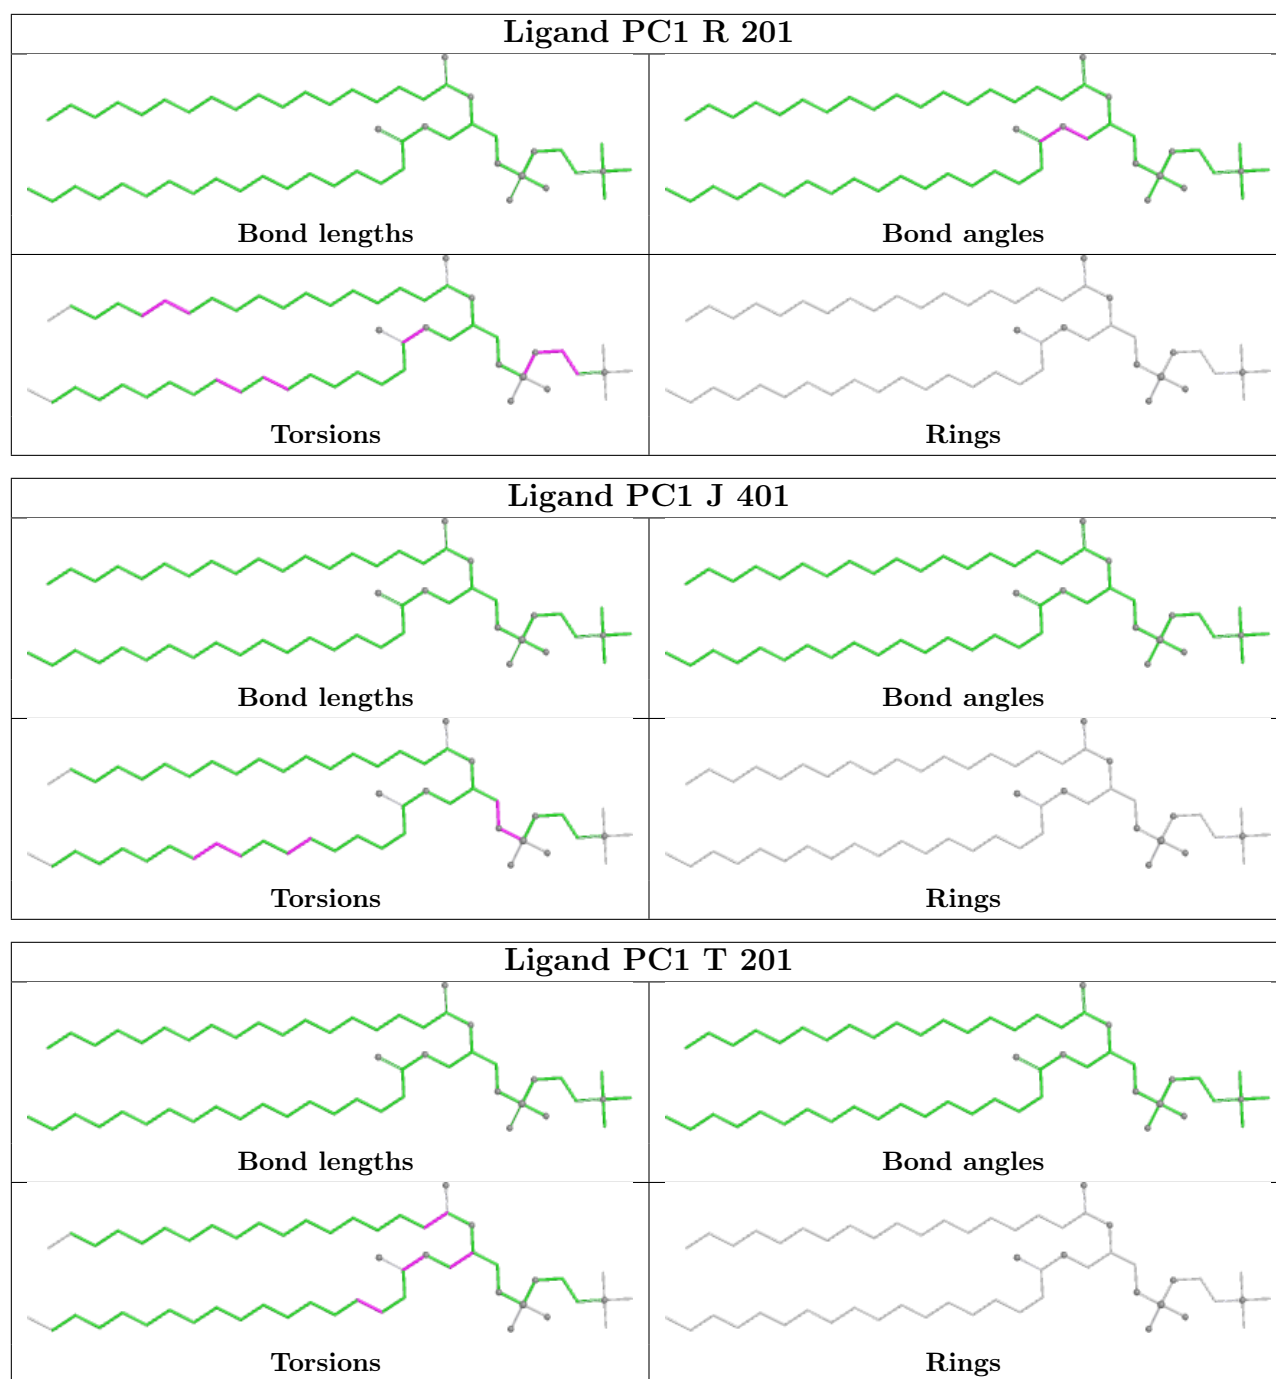 Ligand PC1 R 201
Bond lengths
Bond angles
Torsions
Rings
Ligand PC1 J 401
Bond lengths
Bond angles
Torsions
Rings
Ligand PC1 T 201
Bond lengths
Bond angles
Torsions
Rings